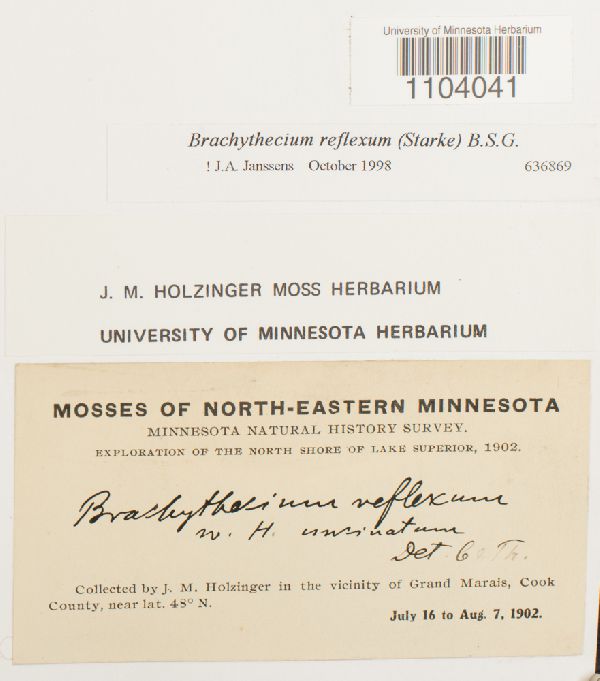 University of Minnesota Herbarium
1104041
Brachythecium reflexum (Starke) B.S.G.
! J.A. Janssens October 1998 636869
J. M. HOLZINGER MOSS HERBARIUM
UNIVERSITY OF MINNESOTA HERBARIUM
MOSSES OF NORTH-EASTERN MINNESOTA
MINNESOTA NATURAL HISTORY SURVEY.
EXPLORATION OF THE NORTH SHORE OF LAKE SUPERIOR, 1902.
Brachythecium reflexum
w. H. uncinatum
Det. Th.
Collected by J. M. Holzinger in the vicinity of Grand Marais, Cook
County, near lat. 48° N.
July 16 to Aug. 7, 1902.